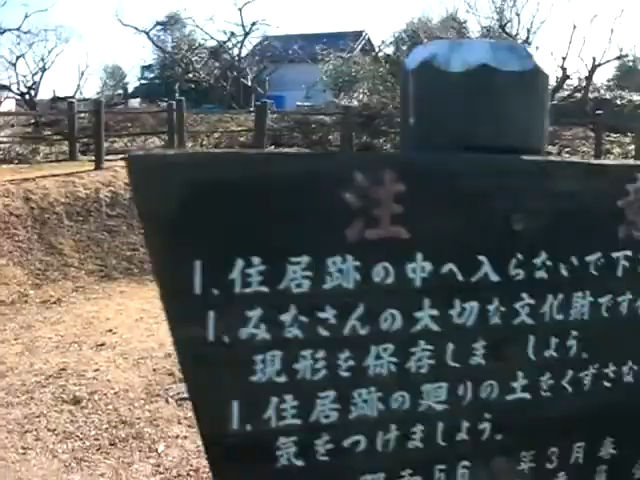 注
1、住居跡の中へ入らないで下
1、みなさんの大切な文化財です
現形を保存しま しょう。
1、住居跡の廻りの土をくずさな
気をつけましょう。
56 年3月春